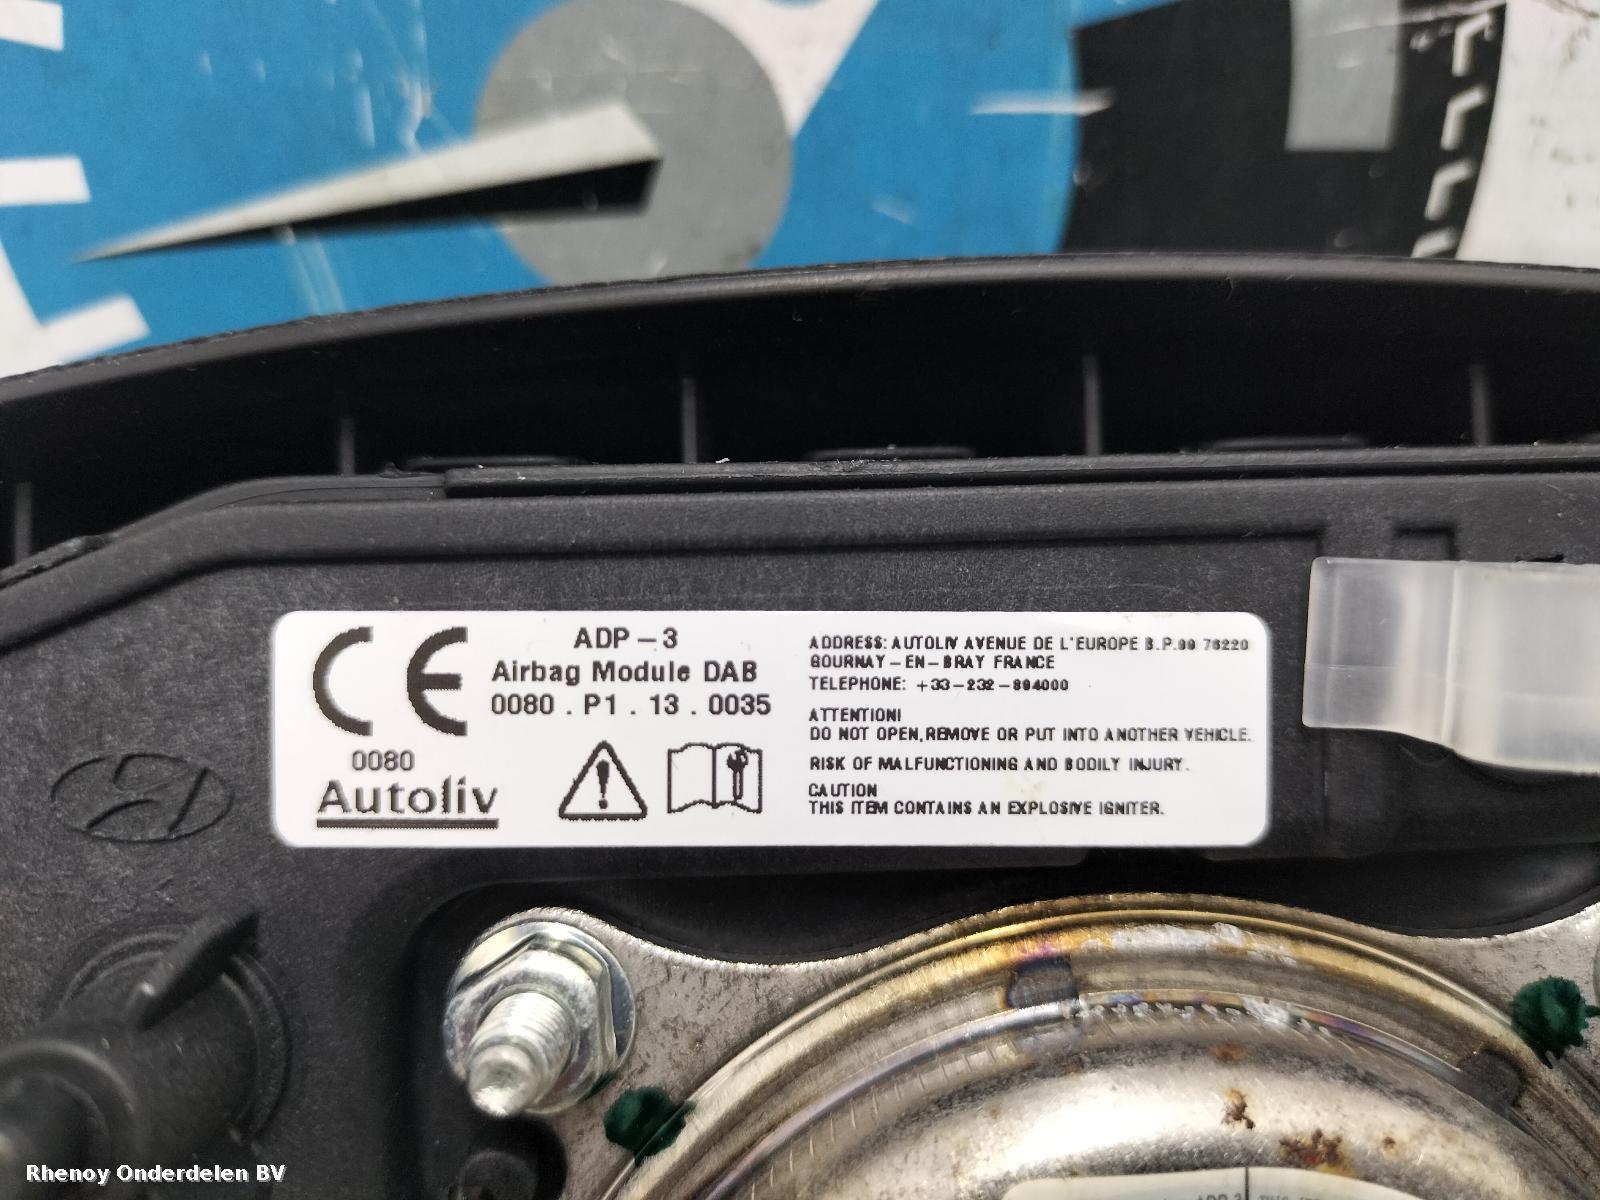 ADP-3
Airbag Module DAB
0080 . P1 . 13 . 0035
0080
Autoliv
ADDRESS: AUTOLIV AVENUE DE L'EUROPE B.P.99 76220
GOURNAY-EN-BRAY FRANCE
TELEPHONE: +33-232-894000
ATTENTION!
DO NOT OPEN, REMOVE OR PUT INTO ANOTHER VEHICLE.
RISK OF MALFUNCTIONING AND BODILY INJURY.
CAUTION
THIS ITEM CONTAINS AN EXPLOSIVE IGNITER.
Rhenoy Onderdelen BV